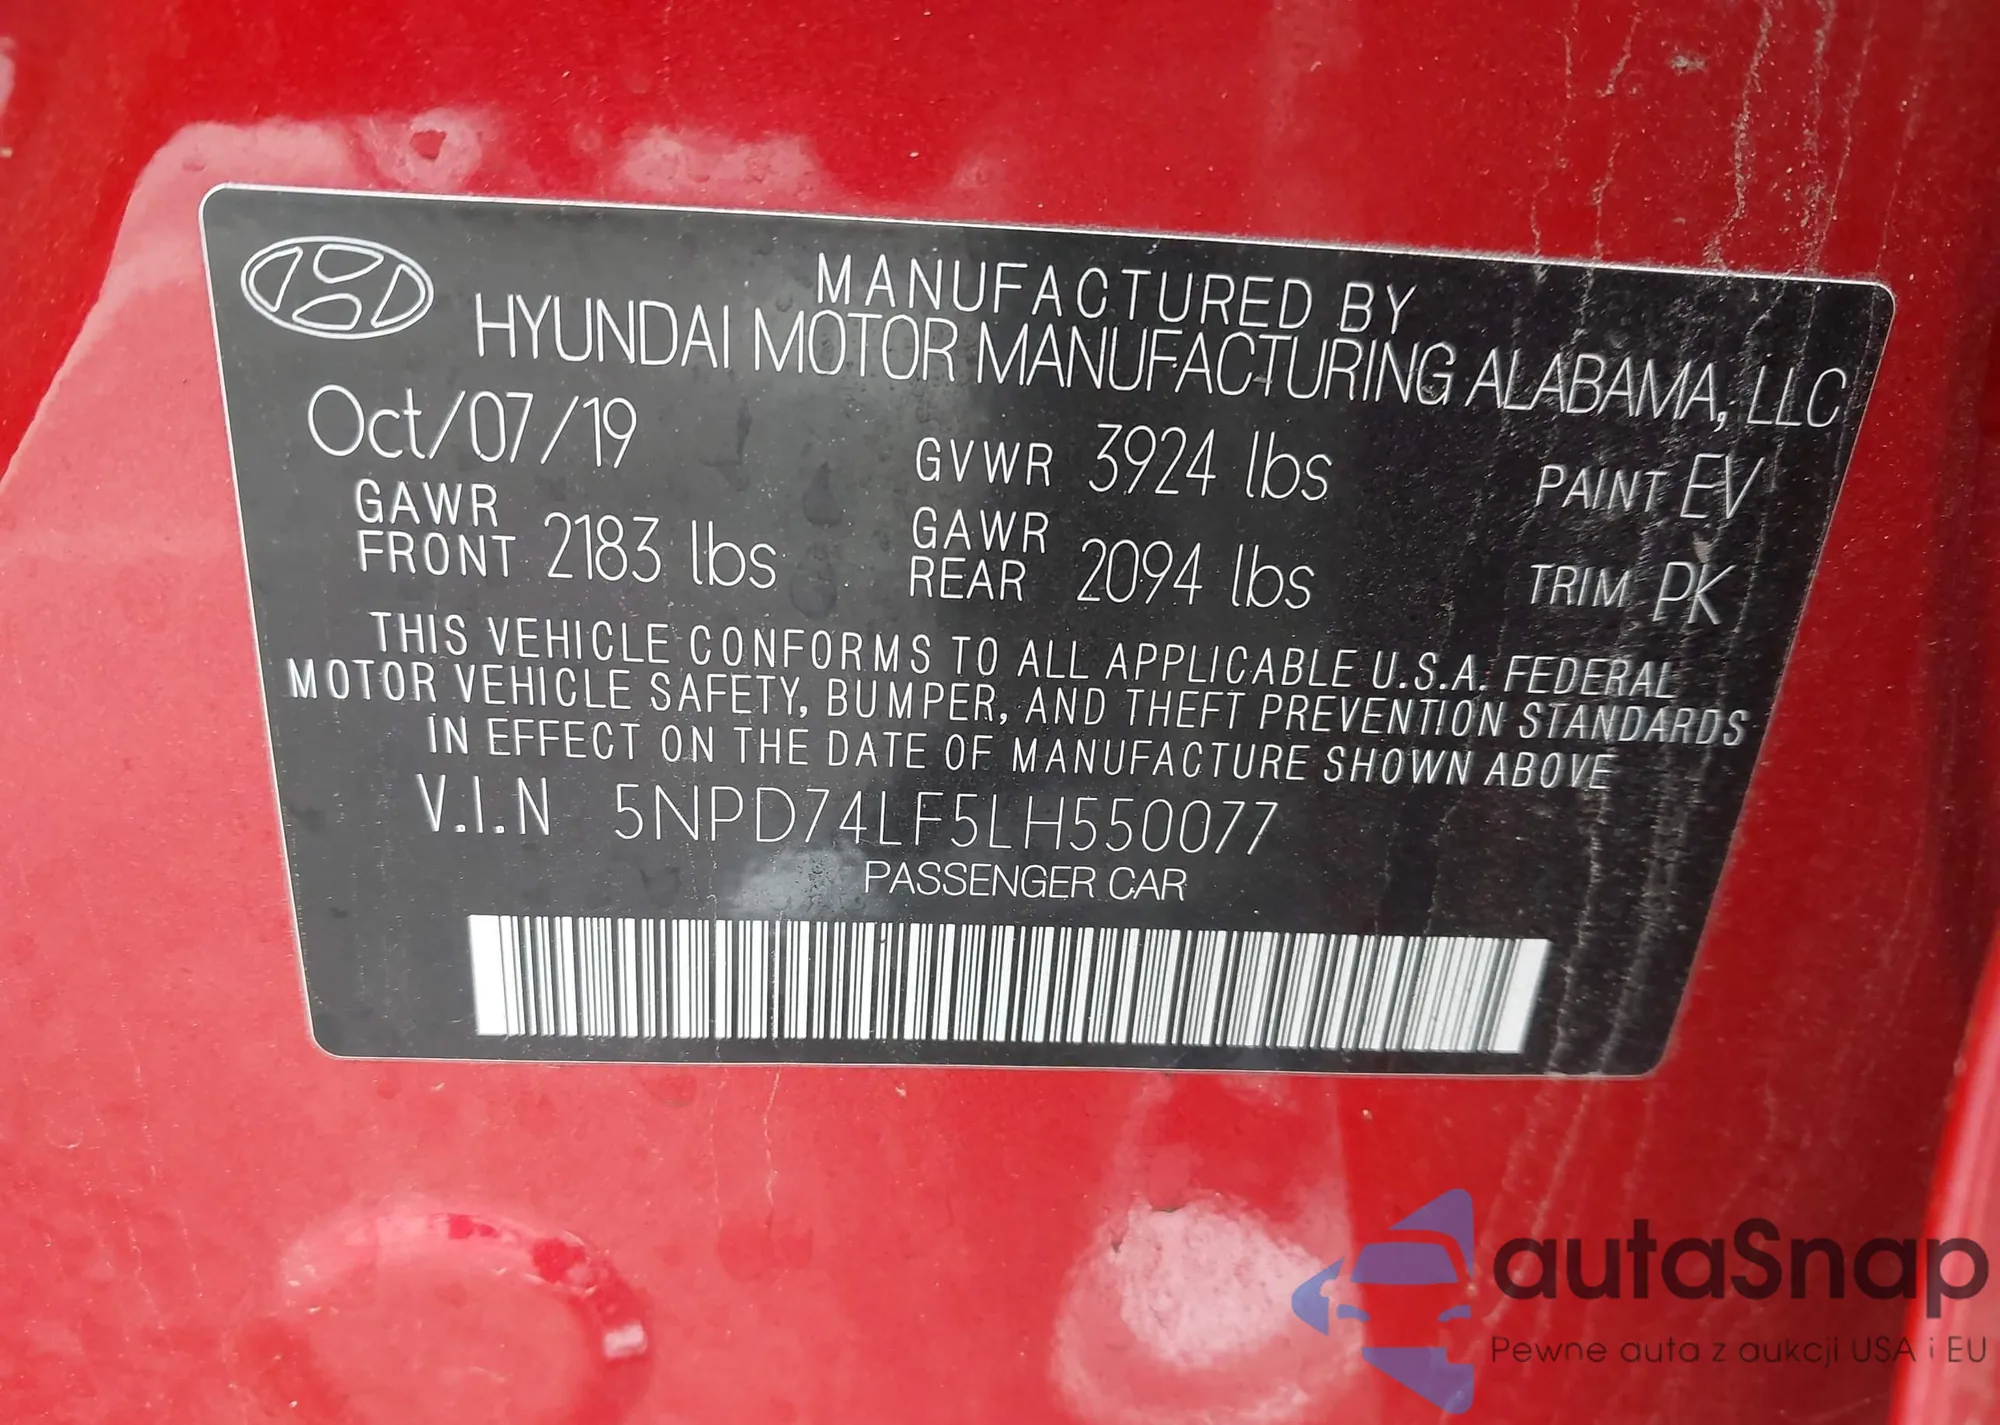 MANUFACTURED BY
HYUNDAI MOTOR MANUFACTURING ALABAMA, LLC
Oct/07/19
GVWR 3924 lbs
PAINT EV
GAWR
FRONT 2183 lbs
GAWR
REAR 2094 lbs
TRIM PK
THIS VEHICLE CONFORMS TO ALL APPLICABLE U.S.A. FEDERAL
MOTOR VEHICLE SAFETY, BUMPER, AND THEFT PREVENTION STANDARDS
IN EFFECT ON THE DATE OF MANUFACTURE SHOWN ABOVE
V.I.N 5NPD74LF5LH550077
PASSENGER CAR
autaSnap
Pewne auta z aukcji USA i EU